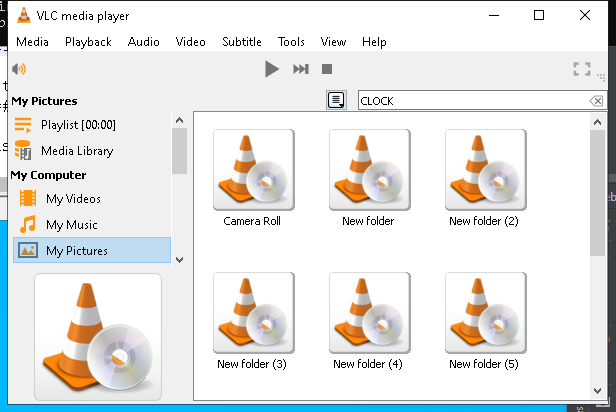 VLC media player
Media Playback Audio Video Subtitle Tools View Help
My Pictures
CLOCK
Playlist [00:00]
Media Library
My Computer
My Videos
My Music
My Pictures
Camera Roll New folder New folder (2)
New folder (3) New folder (4) New folder (5)